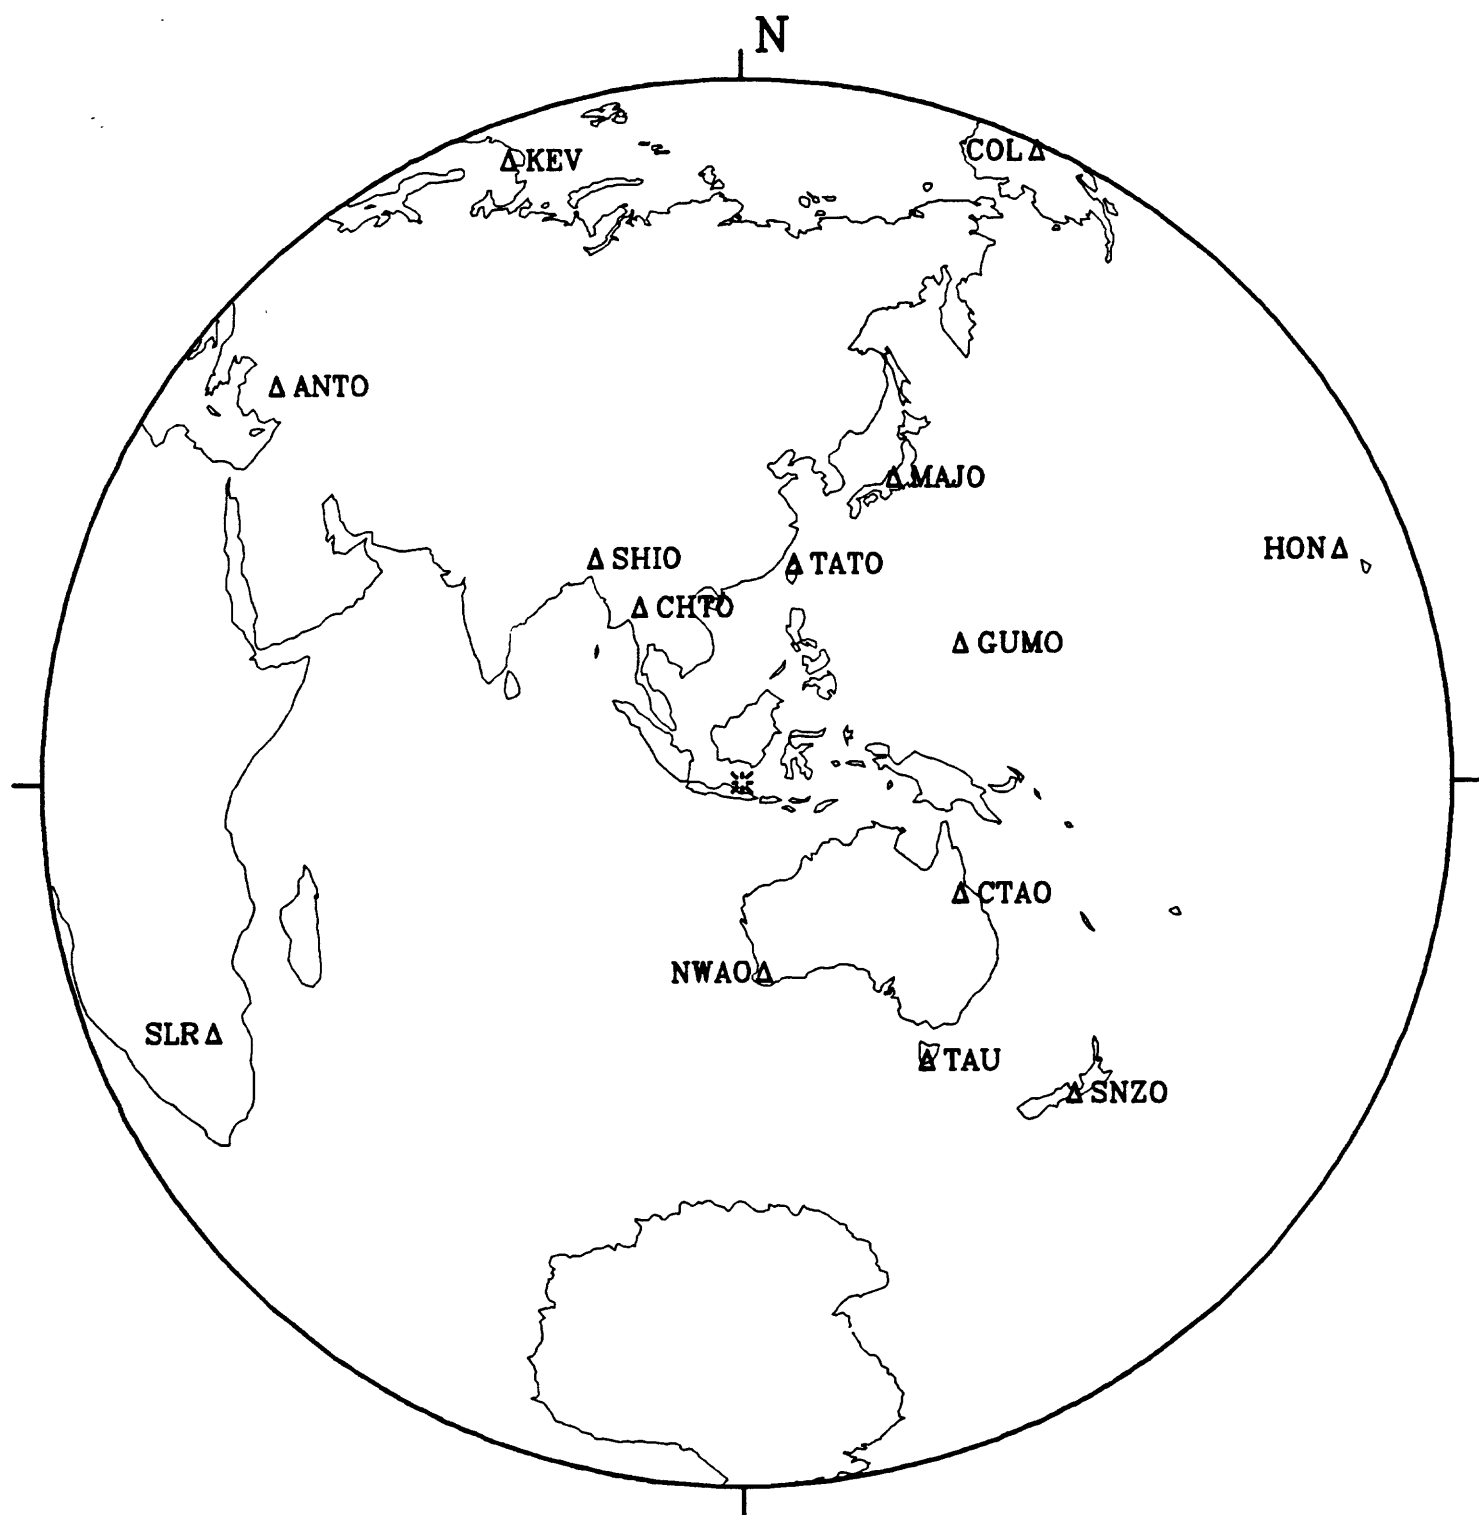 N
COL
KEV
ANTO
MAJO
HON
SHIO
TATO
CHTO
GUMO
CTAO
NWAO
SLR
TAU
SNZO